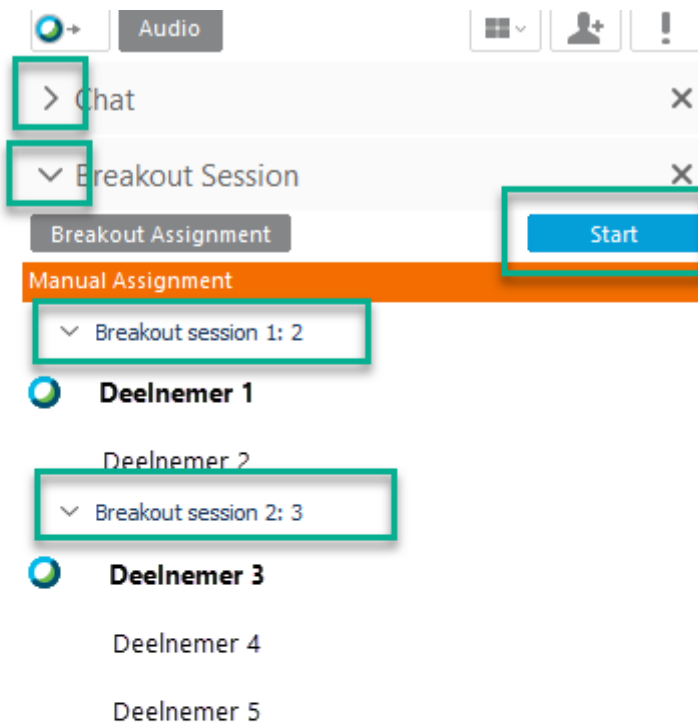 Audio
Chat
Breakout Session
Breakout Assignment
Start
Manual Assignment
Breakout session 1: 2
Deelnemer 1
Deelnemer 2
Breakout session 2: 3
Deelnemer 3
Deelnemer 4
Deelnemer 5